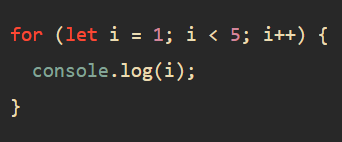 for (let i = 1; i < 5; i++) {
  console.log(i);
}